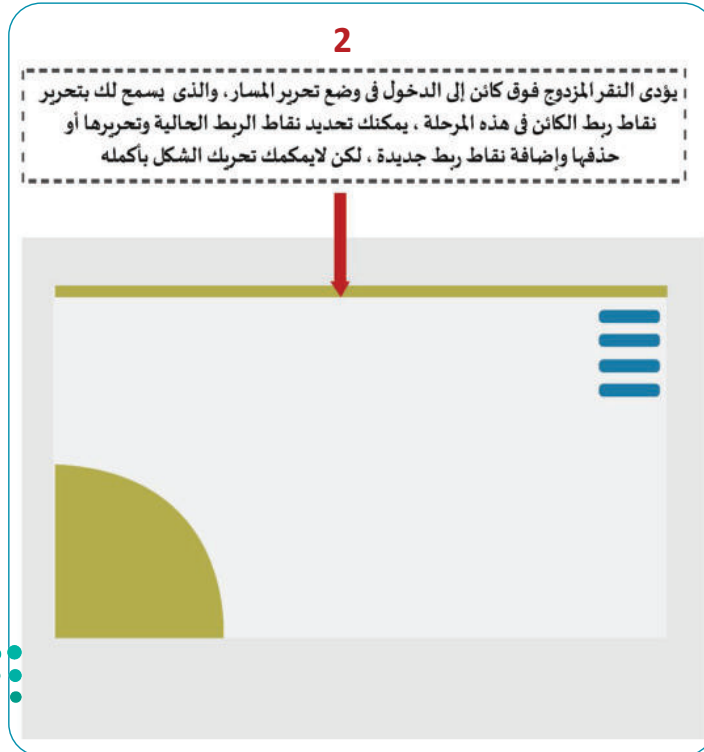 2
يؤدى النقر المزدوج فوق كائن إلى الدخول فى وضع تحرير المسار، والذى يسمح لك بتحرير
نقاط ربط الكائن فى هذه المرحلة ، يمكنك تحديد نقاط الربط الحالية وتحريرها أو
حذفها وإضافة نقاط ربط جديدة ، لكن لايمكمك تحريك الشكل بأكمله